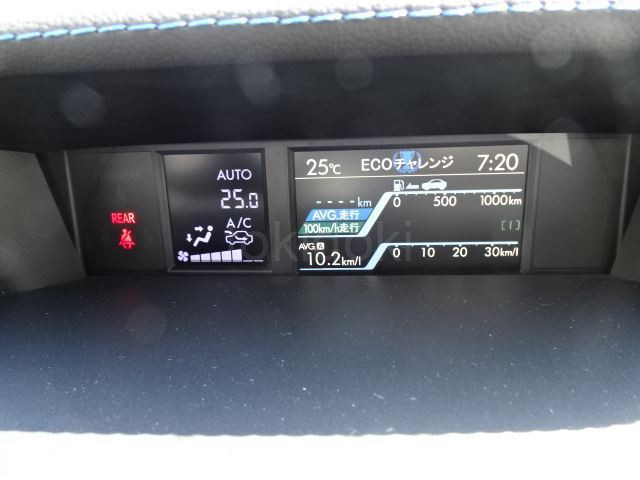 REAR
AUTO
25.0
A/C
25℃ ECOチャレンジ 7:20
----km
0 500 1000km
AVG.走行
100km/h走行
[ | ]
AVG. A
10.2km/l
0 10 20 30km/l